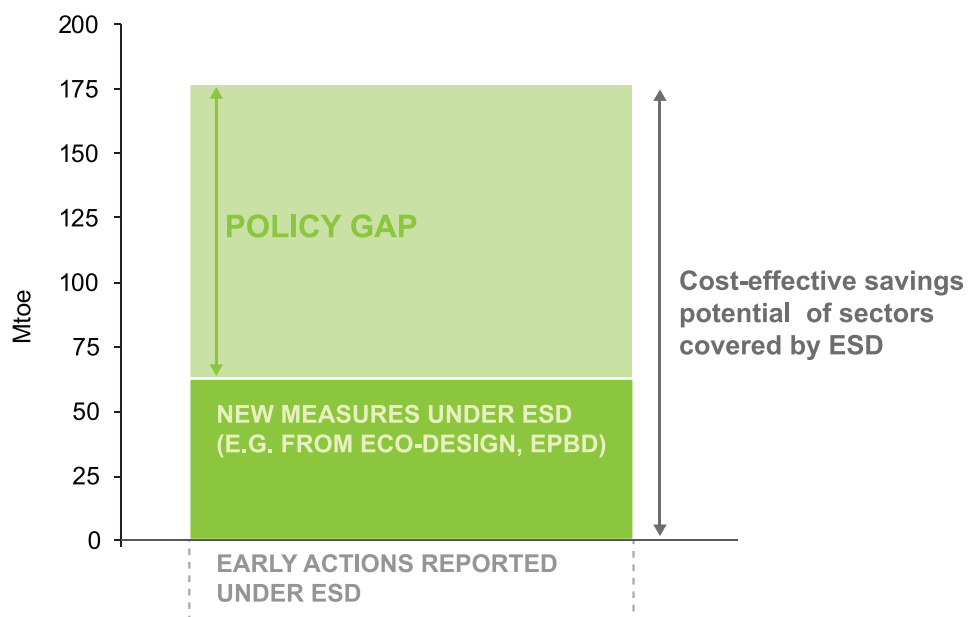 200
175
150
125
100
75
50
25
0
Mtoe
POLICY GAP
NEW MEASURES UNDER ESD
(E.G. FROM ECO-DESIGN, EPBD)
EARLY ACTIONS REPORTED
UNDER ESD
Cost-effective savings
potential of sectors
covered by ESD